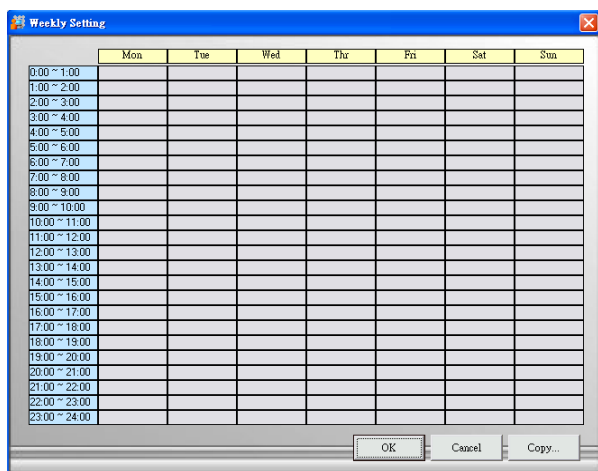 Weekly Setting
Mon Tue Wed Thr Fri Sat Sun
0:00 ~ 1:00
1:00 ~ 2:00
2:00 ~ 3:00
3:00 ~ 4:00
4:00 ~ 5:00
5:00 ~ 6:00
6:00 ~ 7:00
7:00 ~ 8:00
8:00 ~ 9:00
9:00 ~ 10:00
10:00 ~ 11:00
11:00 ~ 12:00
12:00 ~ 13:00
13:00 ~ 14:00
14:00 ~ 15:00
15:00 ~ 16:00
16:00 ~ 17:00
17:00 ~ 18:00
18:00 ~ 19:00
19:00 ~ 20:00
20:00 ~ 21:00
21:00 ~ 22:00
22:00 ~ 23:00
23:00 ~ 24:00
OK Cancel Copy...